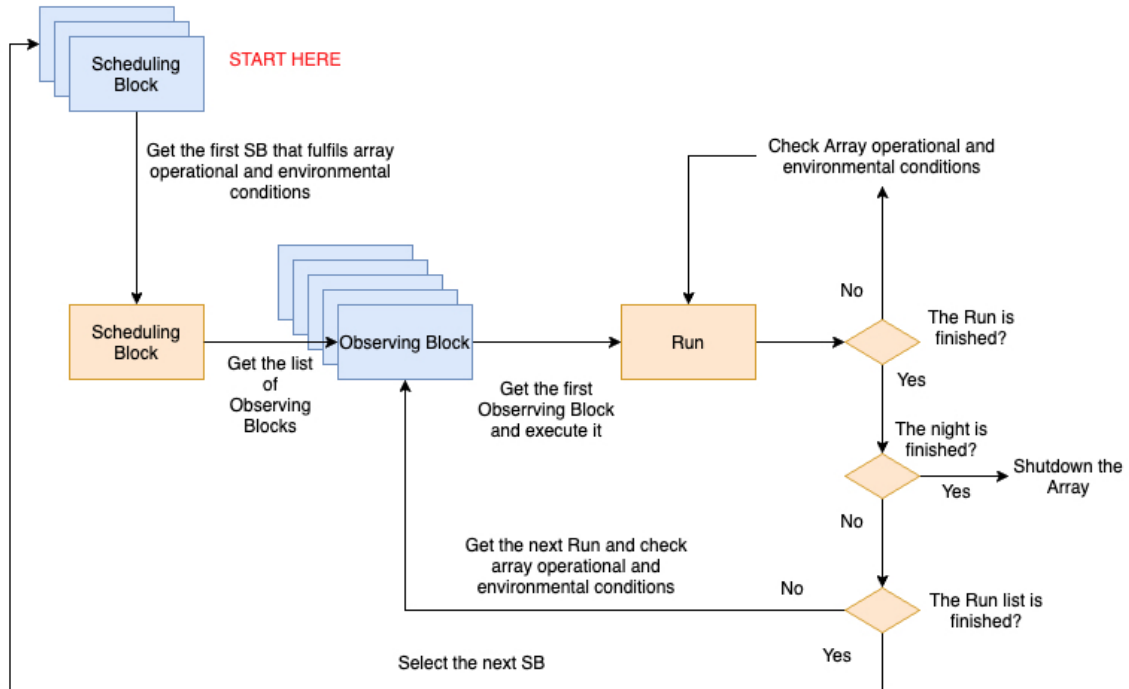 Scheduling
Block
START HERE
Get the first SB that fulfils array
operational and environmental
conditions
Check Array operational and
environmental conditions
No
The Run is
finished?
Scheduling
Block
Get the list
of
Observing
Blocks
Observing Block
Get the first
Obserrving Block
and execute it
Run
Yes
The night is
finished?
Yes
Shutdown the
Array
No
Get the next Run and check
array operational and
environmental conditions
No
The Run list is
finished?
Yes
Select the next SB